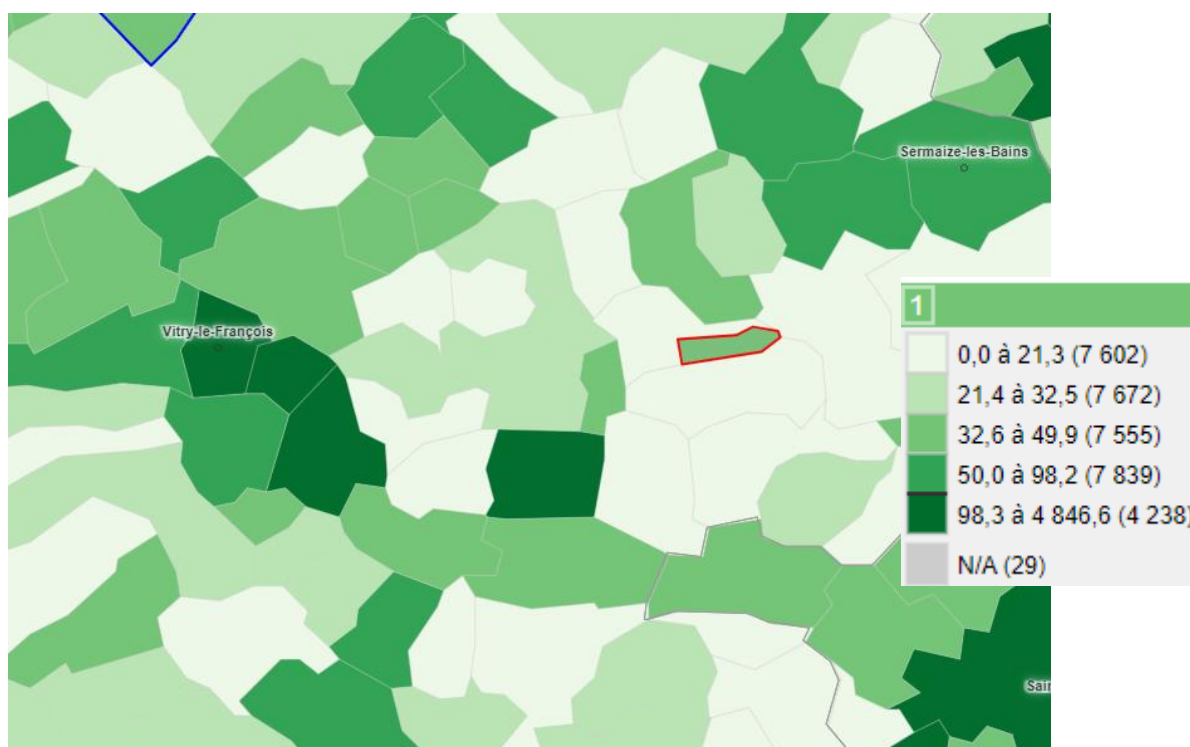 Sermaize-les-Bains
Vitry-le-François
1
0,0 à 21,3 (7 602)
21,4 à 32,5 (7 672)
32,6 à 49,9 (7 555)
50,0 à 98,2 (7 839)
98,3 à 4 846,6 (4 238)
N/A (29)
Sain